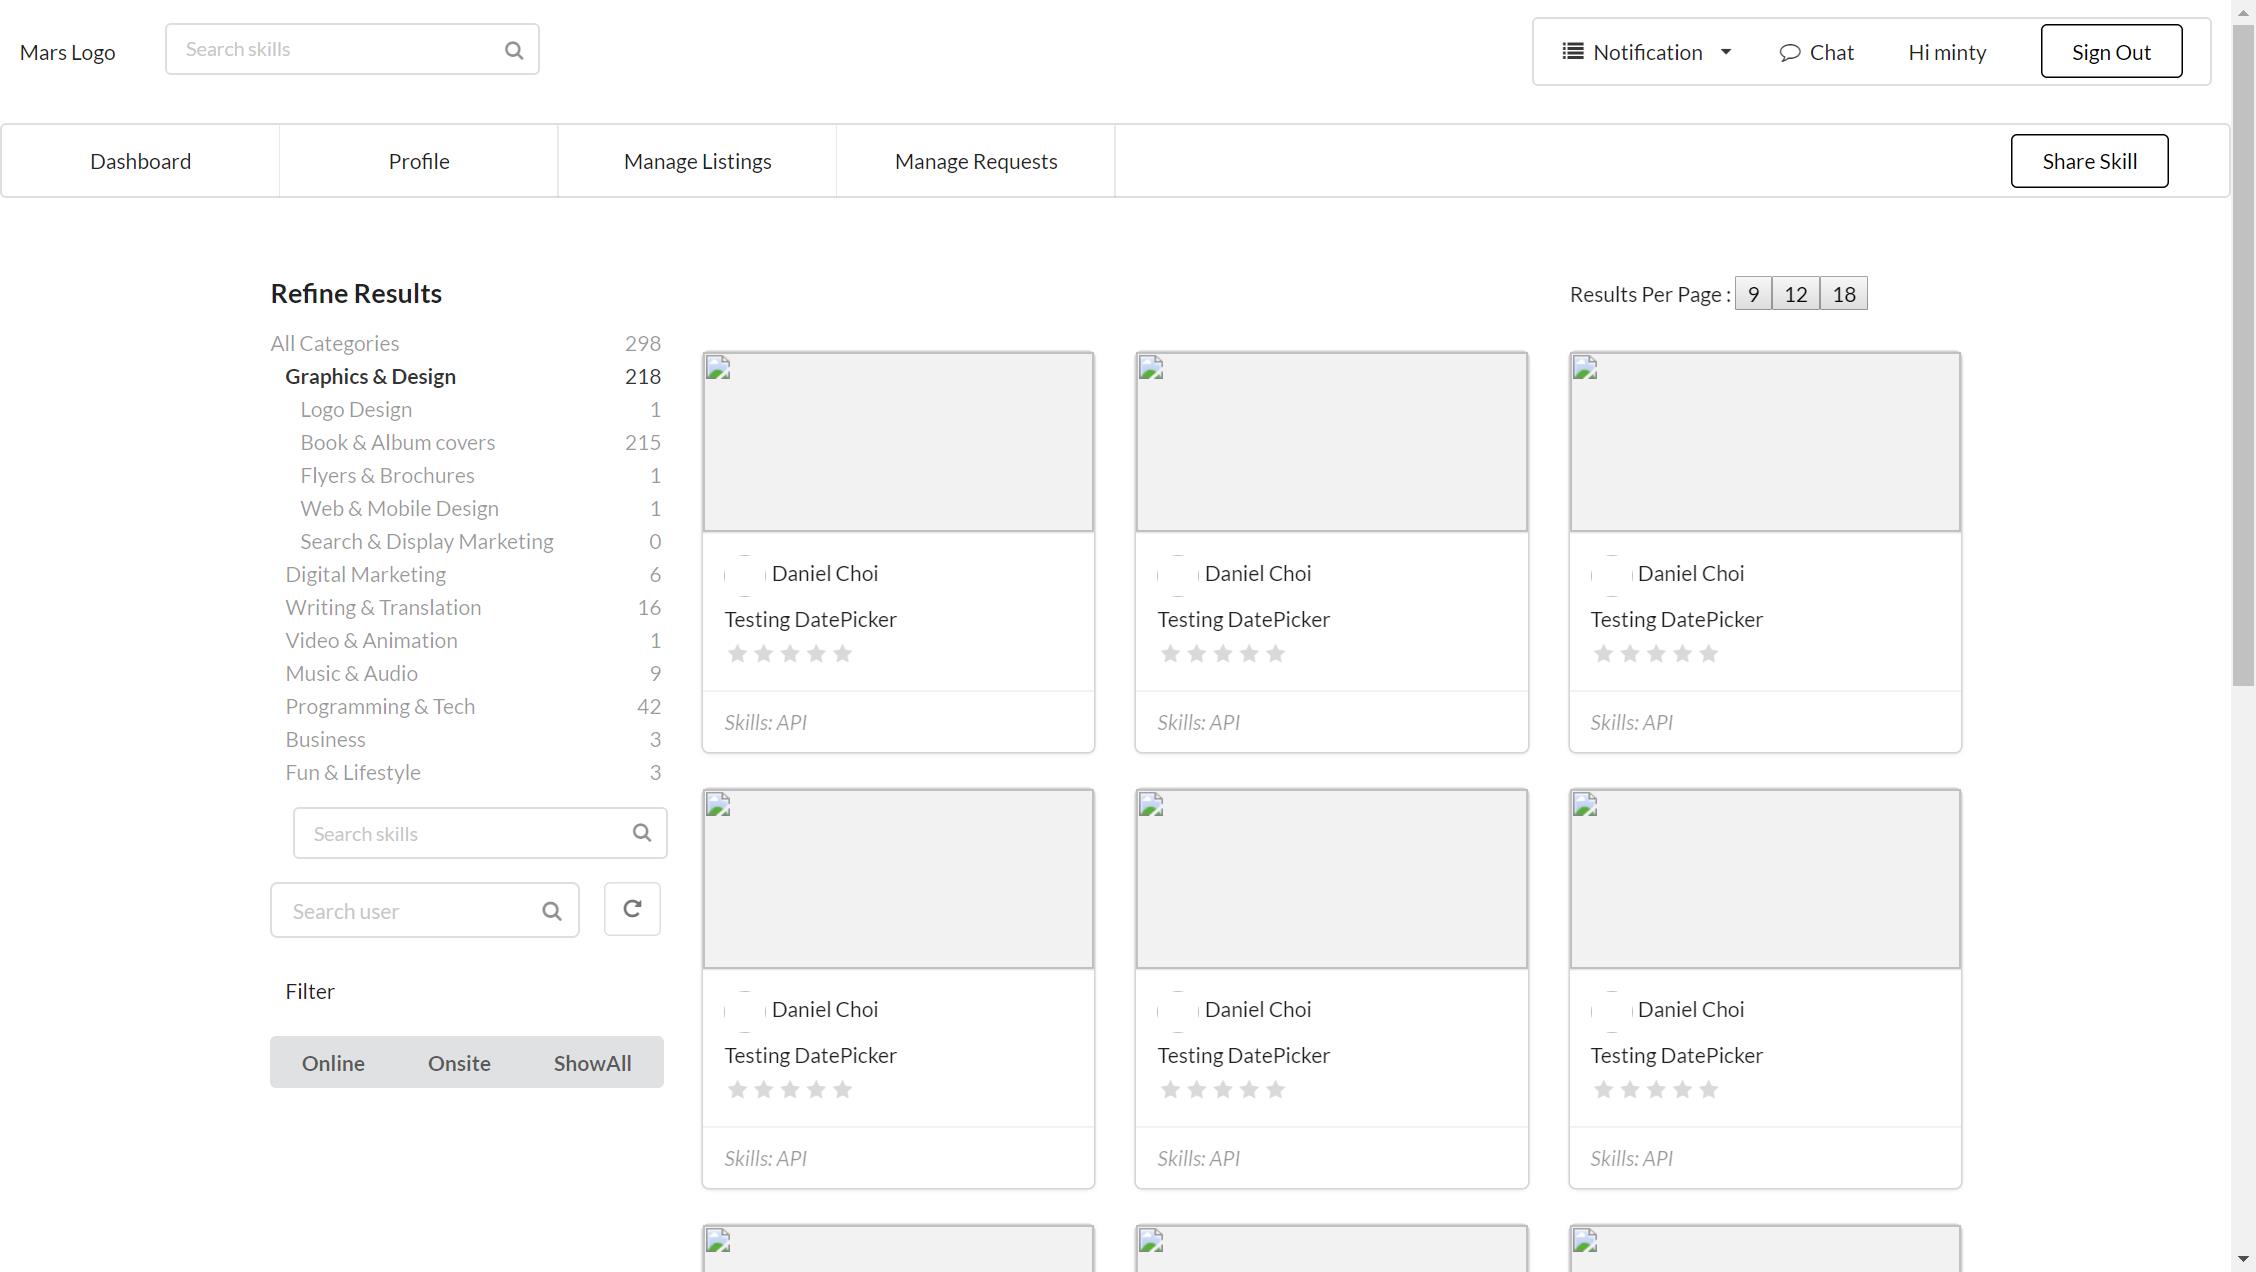 Mars Logo
Search skills
Notification
Chat
Hi minty
Sign Out
Dashboard
Profile
Manage Listings
Manage Requests
Share Skill
Refine Results
Results Per Page : 9 12 18
All Categories 298
Graphics & Design 218
Logo Design 1
Book & Album covers 215
Flyers & Brochures 1
Web & Mobile Design 1
Search & Display Marketing 0
Digital Marketing 6
Writing & Translation 16
Video & Animation 1
Music & Audio 9
Programming & Tech 42
Business 3
Fun & Lifestyle 3
Search skills
Search user
Filter
Online Onsite ShowAll
Daniel Choi
Testing DatePicker
Skills: API
Daniel Choi
Testing DatePicker
Skills: API
Daniel Choi
Testing DatePicker
Skills: API
Daniel Choi
Testing DatePicker
Skills: API
Daniel Choi
Testing DatePicker
Skills: API
Daniel Choi
Testing DatePicker
Skills: API